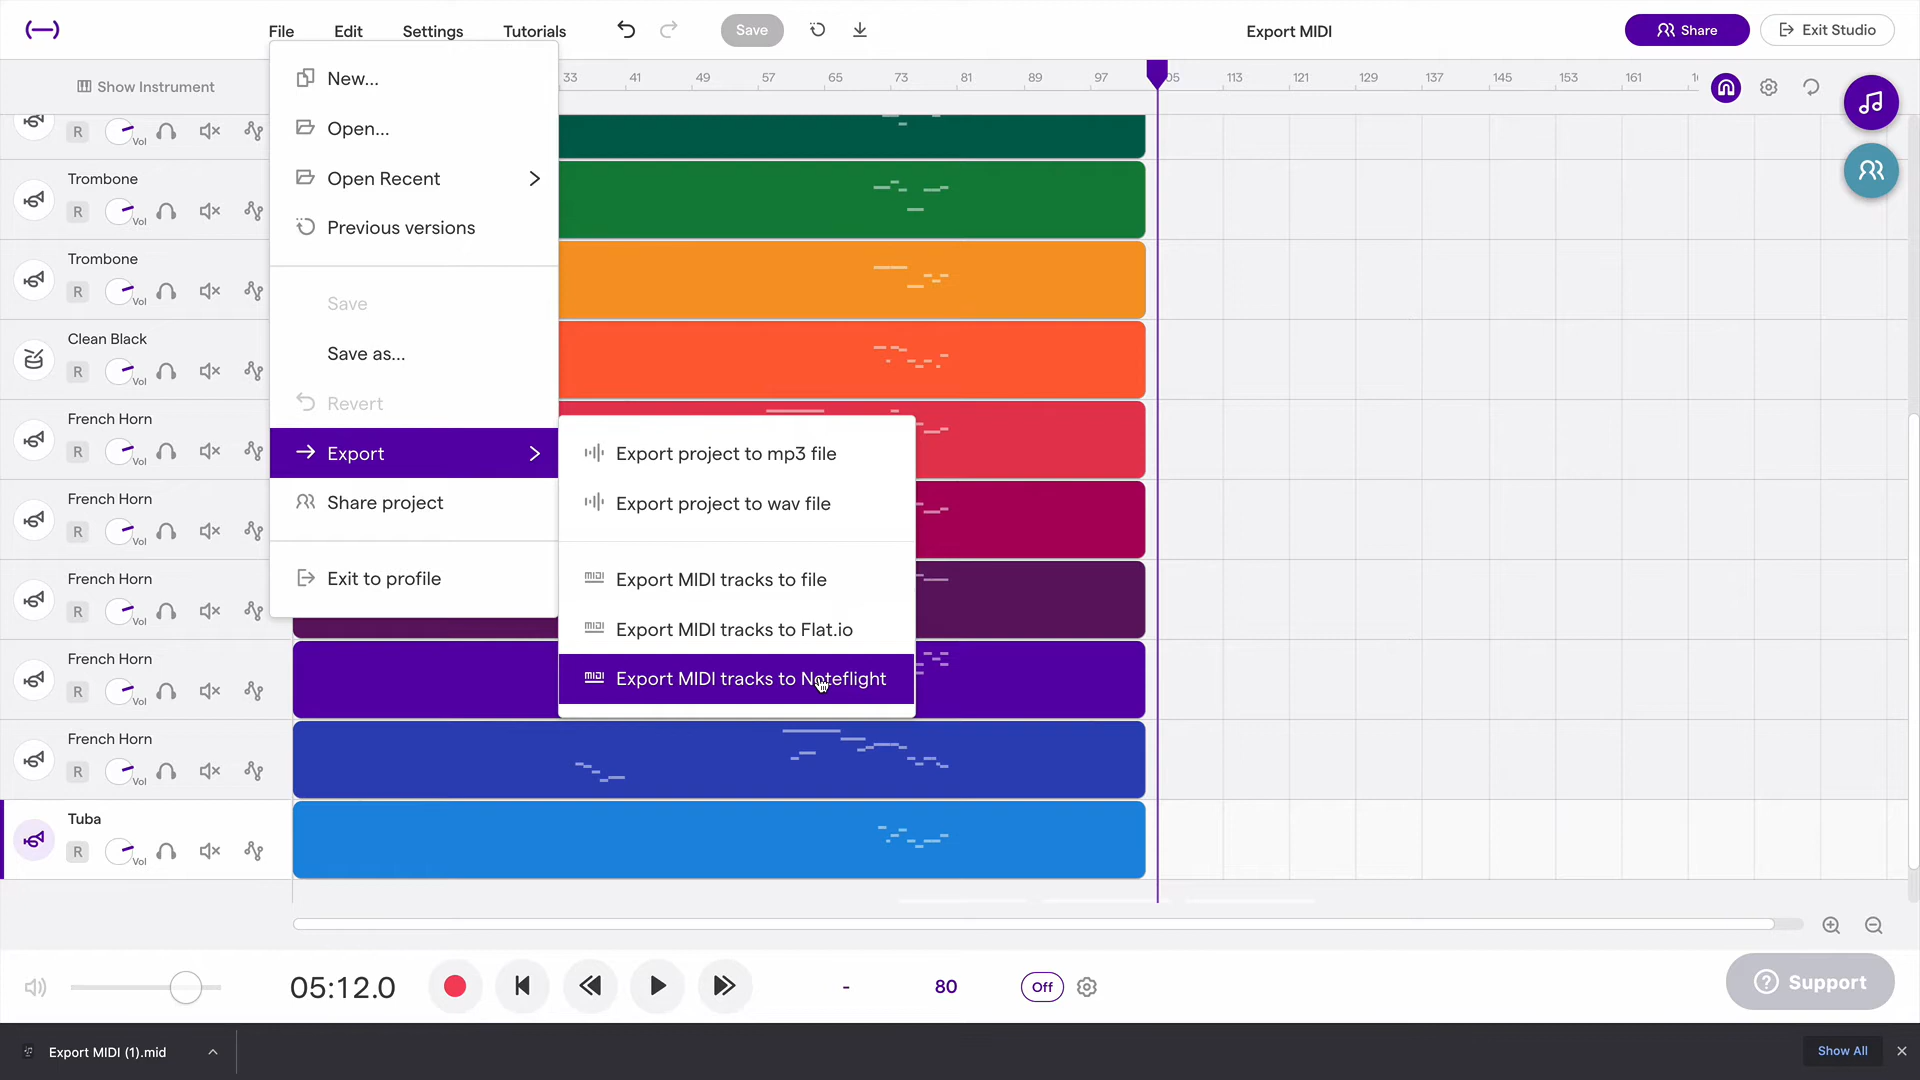 File
Edit
Settings
Tutorials
Save
Export MIDI
Share
Exit Studio
Show Instrument
33
41
49
57
65
73
81
89
97
05
113
121
129
137
145
153
161
New...
Open...
Open Recent
Previous versions
Save
Save as...
Revert
Export
Share project
Exit to profile
Export project to mp3 file
Export project to wav file
MIDI Export MIDI tracks to file
MIDI Export MIDI tracks to Flat.io
MIDI Export MIDI tracks to Noteflight
R
Vol
Trombone
R
Vol
Trombone
R
Vol
Clean Black
R
Vol
French Horn
R
Vol
French Horn
R
Vol
French Horn
R
Vol
French Horn
R
Vol
French Horn
R
Vol
Tuba
R
Vol
05:12.0
-
80
Off
Support
Export MIDI (1).mid
Show All